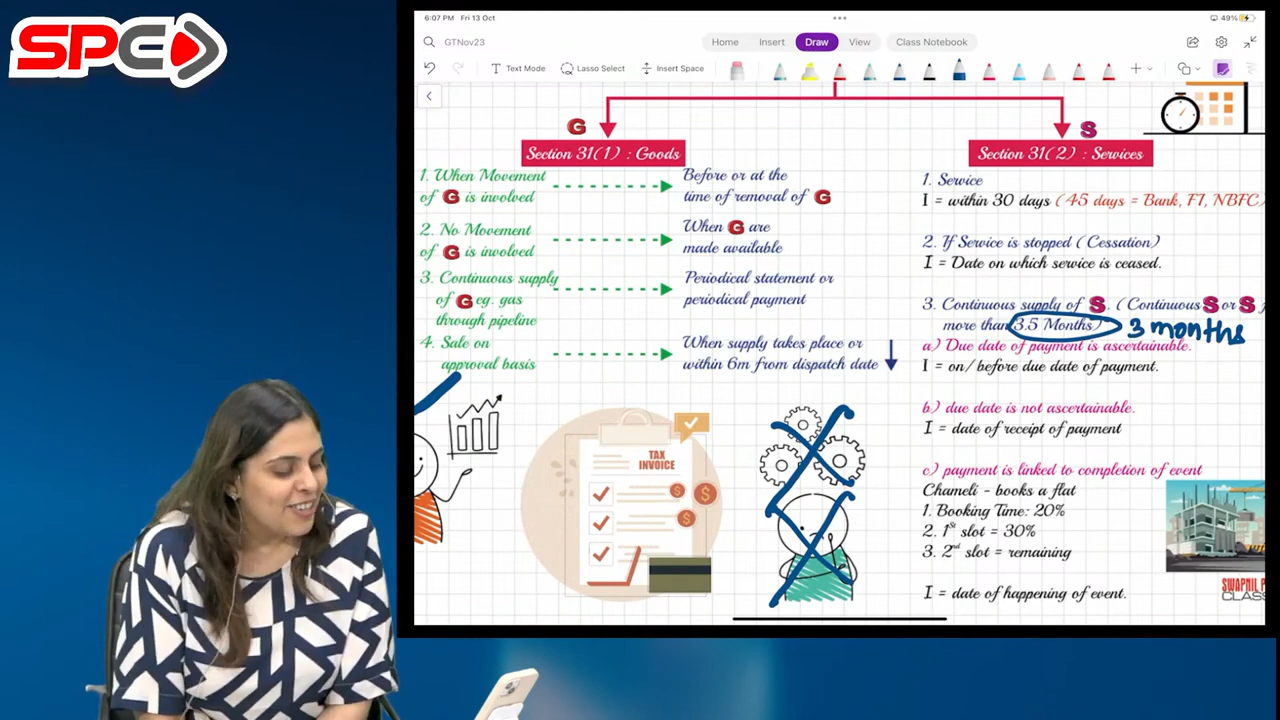 SPC
6:07 PM Fri 13 Oct
49%
GTNov23
Home Insert Draw View Class Notebook
Text Mode Lasso Select Insert Space
G
S
Section 31(1) : Goods
Section 31(2) : Services
1. When Movement
of G is involved
Before or at the
time of removal of G
2. No Movement
of G is involved
When G are
made available
3. Continuous supply
of G eg. gas
through pipeline
Periodical statement or
periodical payment
4. Sale on
approval basis
When supply takes place or
within 6m from dispatch date
TAX
INVOICE
1. Service
I = within 30 days (45 days = Bank, FI, NBFC)
2. If Service is stopped (Cessation)
I = Date on which service is ceased.
3. Continuous supply of S. (Continuous S or S
more than 3.5 Months) 3 months
a) Due date of payment is ascertainable.
I = on/before due date of payment.
b) due date is not ascertainable.
I = date of receipt of payment
c) payment is linked to completion of event
Chameli - books a flat
1. Booking Time: 20%
2. 1st slot = 30%
3. 2nd slot = remaining
I = date of happening of event.
SWAPNIL P
CLASS